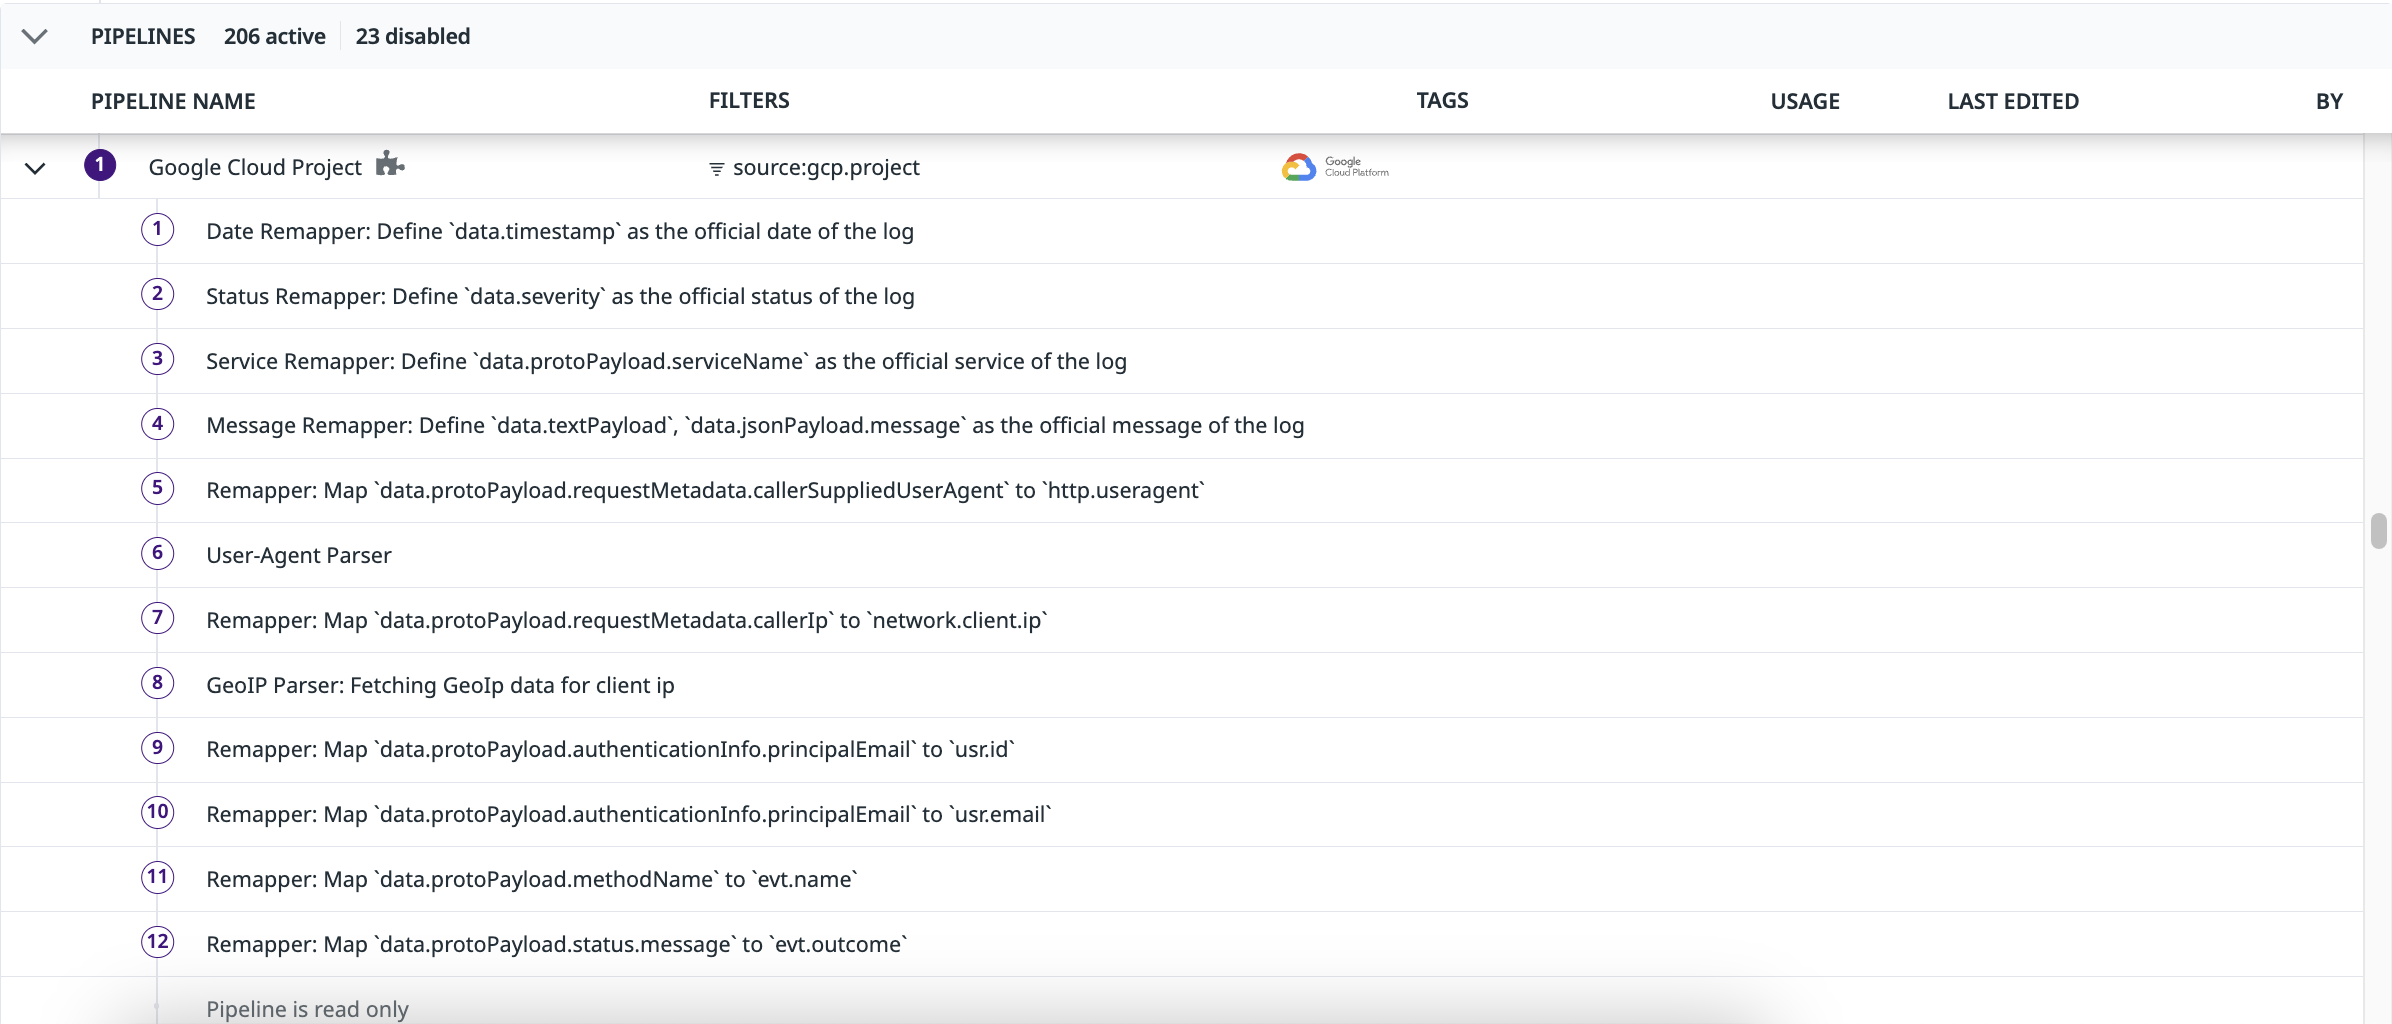 PIPELINES 206 active 23 disabled
PIPELINE NAME FILTERS TAGS USAGE LAST EDITED BY
1 Google Cloud Project source:gcp.project Google Cloud Platform
1 Date Remapper: Define `data.timestamp` as the official date of the log
2 Status Remapper: Define `data.severity` as the official status of the log
3 Service Remapper: Define `data.protoPayload.serviceName` as the official service of the log
4 Message Remapper: Define `data.textPayload`, `data.jsonPayload.message` as the official message of the log
5 Remapper: Map `data.protoPayload.requestMetadata.callerSuppliedUserAgent` to `http.useragent`
6 User-Agent Parser
7 Remapper: Map `data.protoPayload.requestMetadata.callerIp` to `network.client.ip`
8 GeoIP Parser: Fetching GeoIp data for client ip
9 Remapper: Map `data.protoPayload.authenticationInfo.principalEmail` to `usr.id`
10 Remapper: Map `data.protoPayload.authenticationInfo.principalEmail` to `usr.email`
11 Remapper: Map `data.protoPayload.methodName` to `evt.name`
12 Remapper: Map `data.protoPayload.status.message` to `evt.outcome`
Pipeline is read only